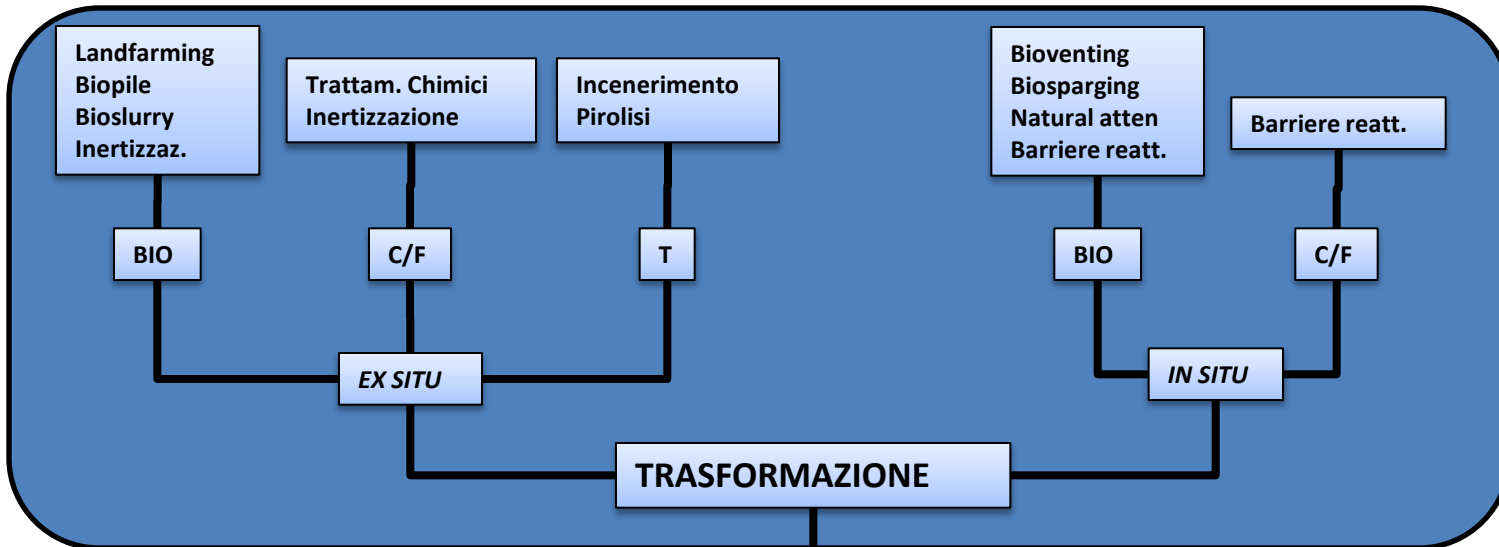 Landfarming
Biopile
Bioslurry
Inertizzaz.
Trattam. Chimici
Inertizzazione
Incenerimento
Pirolisi
Bioventing
Biosparging
Natural atten
Barriere reatt.
Barriere reatt.
BIO
C/F
T
BIO
C/F
EX SITU
IN SITU
TRASFORMAZIONE